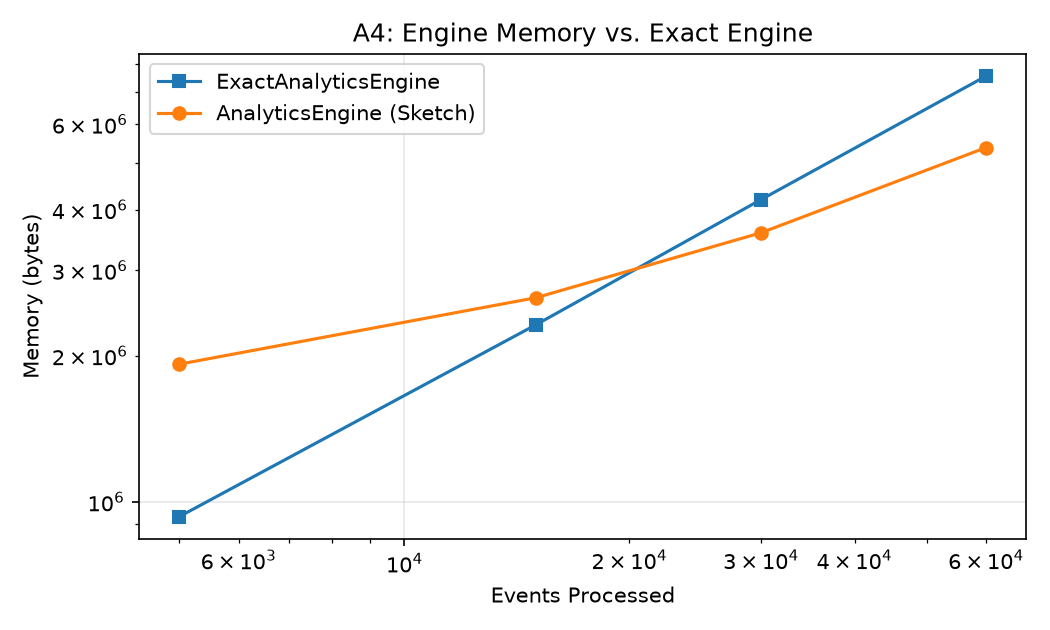 A4: Engine Memory vs. Exact Engine
ExactAnalyticsEngine
AnalyticsEngine (Sketch)
Memory (bytes)
6 × 10⁶
4 × 10⁶
3 × 10⁶
2 × 10⁶
10⁶
6 × 10³
10⁴
2 × 10⁴
3 × 10⁴
4 × 10⁴
6 × 10⁴
Events Processed